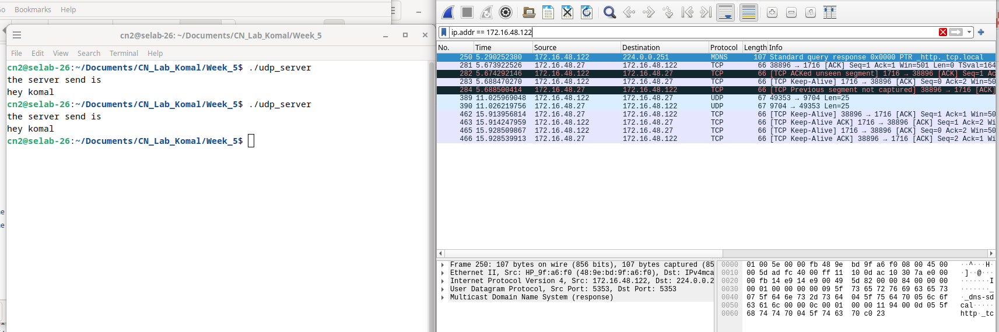 Bookmarks Help
cn2@selab-26: ~/Documents/CN_Lab_Komal/Week_5
File Edit View Search Terminal Help
cn2@selab-26:~/Documents/CN_Lab_Komal/Week_5$ ./udp_server
the server send is
hey komal
cn2@selab-26:~/Documents/CN_Lab_Komal/Week_5$ ./udp_server
the server send is
hey komal
cn2@selab-26:~/Documents/CN_Lab_Komal/Week_5$
ip.addr == 172.16.48.122
No. Time Source Destination Protocol Length Info
250 5.290252380 172.16.48.122 224.0.0.251 MDNS 107 Standard query response 0x0000 PTR _http._tcp.local
281 5.673922526 172.16.48.27 172.16.48.122 TCP 66 38896 → 1716 [ACK] Seq=1 Ack=1 Win=501 Len=0 TSval=164
282 5.674292146 172.16.48.122 172.16.48.27 TCP 66 [TCP ACKed unseen segment] 1716 → 38896 [ACK] Seq=1 Ac
283 5.688470270 172.16.48.122 172.16.48.27 TCP 66 [TCP Keep-Alive] 1716 → 38896 [ACK] Seq=0 Ack=2 Win=50
284 5.688500414 172.16.48.27 172.16.48.122 TCP 66 [TCP Previous segment not captured] 38896 → 1716 [ACK]
389 11.025969048 172.16.48.122 172.16.48.27 UDP 67 49353 → 9704 Len=25
390 11.026219756 172.16.48.27 172.16.48.122 UDP 67 9704 → 49353 Len=25
462 15.913956814 172.16.48.27 172.16.48.122 TCP 66 [TCP Keep-Alive] 38896 → 1716 [ACK] Seq=1 Ack=1 Win=50
463 15.914247959 172.16.48.122 172.16.48.27 TCP 66 [TCP Keep-Alive ACK] 1716 → 38896 [ACK] Seq=1 Ack=2 Wi
465 15.928509867 172.16.48.122 172.16.48.27 TCP 66 [TCP Keep-Alive] 1716 → 38896 [ACK] Seq=0 Ack=2 Win=50
466 15.928539913 172.16.48.27 172.16.48.122 TCP 66 [TCP Keep-Alive ACK] 38896 → 1716 [ACK] Seq=2 Ack=1 Wi
Frame 250: 107 bytes on wire (856 bits), 107 bytes captured (85
Ethernet II, Src: HP_9f:a6:f0 (48:9e:bd:9f:a6:f0), Dst: IPv4mca
Internet Protocol Version 4, Src: 172.16.48.122, Dst: 224.0.0.2
User Datagram Protocol, Src Port: 5353, Dst Port: 5353
Multicast Domain Name System (response)
0000 01 00 5e 00 00 fb 48 9e bd 9f a6 f0 08 00 45 00 ··^···H·
0010 00 5d ad fc 40 00 ff 11 10 0d ac 10 30 7a e0 00 ·]··@···
0020 00 fb 14 e9 14 e9 00 49 5d 82 00 00 84 00 00 00 ·······I
0030 00 01 00 00 00 00 09 5f 73 65 72 76 69 63 65 73 ·······_
0040 07 5f 64 6e 73 2d 73 64 04 5f 75 64 70 05 6c 6f ·_dns-sd
0050 63 61 6c 00 00 0c 00 01 00 00 11 94 00 0d 05 5f cal·····
0060 68 74 74 70 04 5f 74 63 70 c0 23 http·_tc